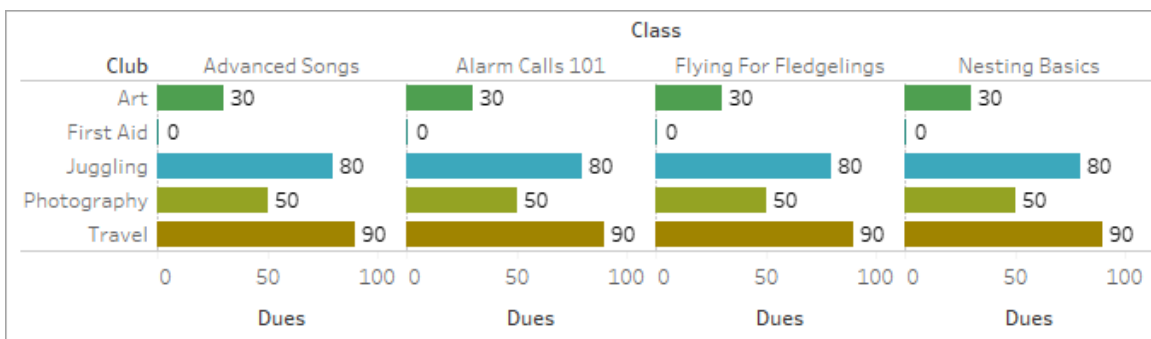 Class
Club Advanced Songs Alarm Calls 101 Flying For Fledgelings Nesting Basics
Art 30 30 30 30
First Aid 0 0 0 0
Juggling 80 80 80 80
Photography 50 50 50 50
Travel 90 90 90 90
0 50 100 0 50 100 0 50 100 0 50 100
Dues Dues Dues Dues